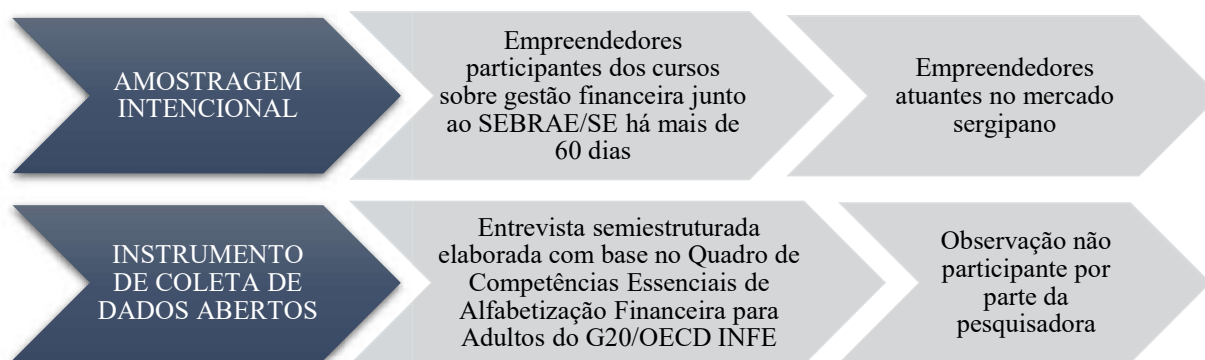 AMOSTRAGEM
INTENCIONAL
Empreendedores
participantes dos cursos
sobre gestão financeira junto
ao SEBRAE/SE há mais de
60 dias
Empreendedores
atuantes no mercado
sergipano
INSTRUMENTO
DE COLETA DE
DADOS ABERTOS
Entrevista semiestruturada
elaborada com base no Quadro de
Competências Essenciais de
Alfabetização Financeira para
Adultos do G20/OECD INFE
Observação não
participante por
parte da
pesquisadora